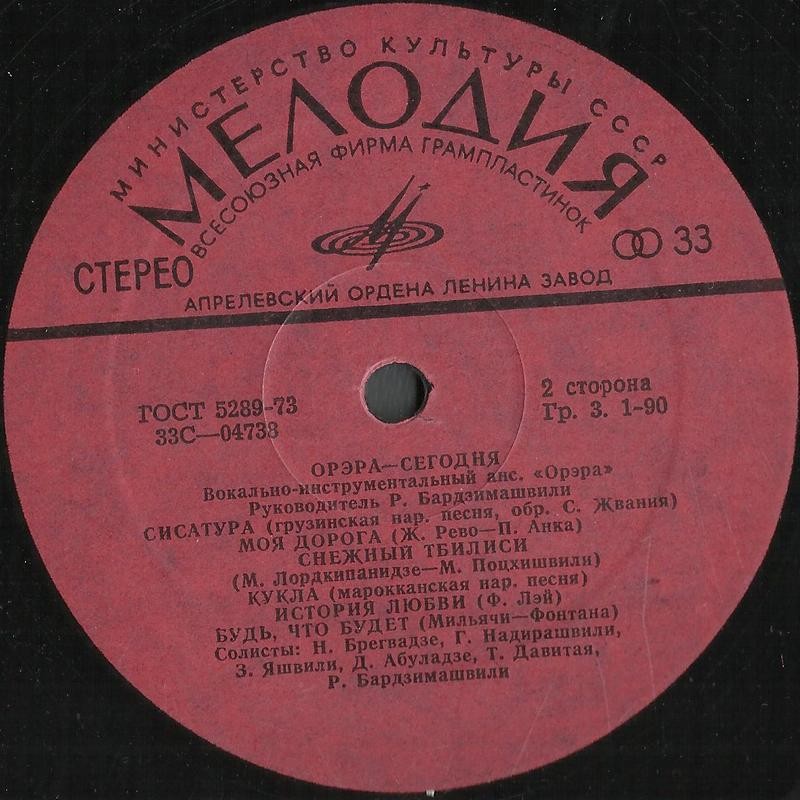 МИНИСТЕРСТВО КУЛЬТУРЫ СССР
МЕЛОДИЯ
ВСЕСОЮЗНАЯ ФИРМА ГРАМПЛАСТИНОК
СТЕРЕО
33
АПРЕЛЕВСКИЙ ОРДЕНА ЛЕНИНА ЗАВОД
ГОСТ 5289-73
33С—04738
2 сторона
Гр. 3. 1-90
ОРЭРА—СЕГОДНЯ
Вокально-инструментальный анс. «Орэра»
Руководитель Р. Бардзимашвили
СИСАТУРА (грузинская нар. песня, обр. С. Жвания)
МОЯ ДОРОГА (Ж. Рево—П. Анка)
СНЕЖНЫЙ ТБИЛИСИ
(М. Лордкипанидзе—М. Поцхишвили)
КУКЛА (марокканская нар. песня)
ИСТОРИЯ ЛЮБВИ (Ф. Лэй)
БУДЬ, ЧТО БУДЕТ (Мильячи—Фонтана)
Солисты: Н. Брегвадзе, Г. Надирашвили,
З. Яшвили, Д. Абуладзе, Т. Давитая,
Р. Бардзимашвили